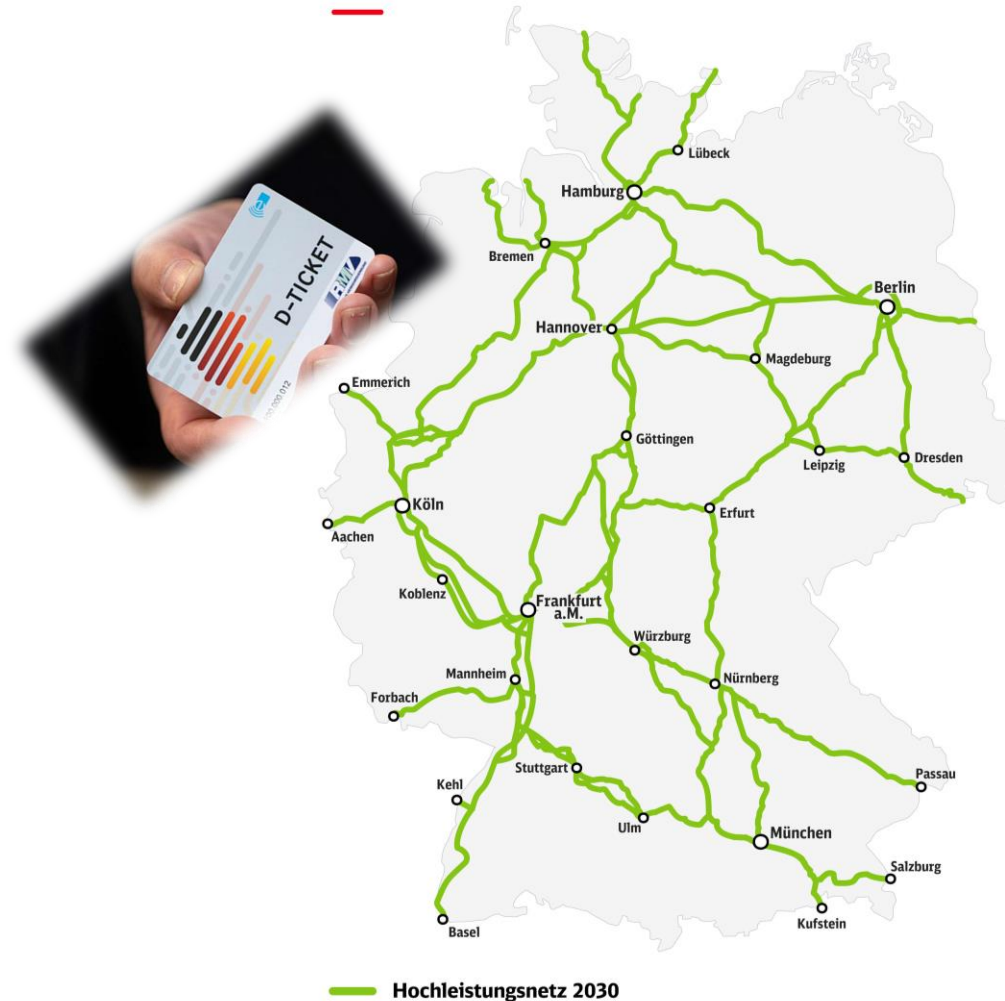 Lübeck
Hamburg
Bremen
Berlin
Hannover
Magdeburg
Emmerich
D-TICKET
RMV
Göttingen
Leipzig
Dresden
Köln
Erfurt
Aachen
Koblenz
Frankfurt
a.M.
Würzburg
Mannheim
Nürnberg
Forbach
Stuttgart
Passau
Kehl
Ulm
München
Salzburg
Kufstein
Basel
Hochleistungsnetz 2030